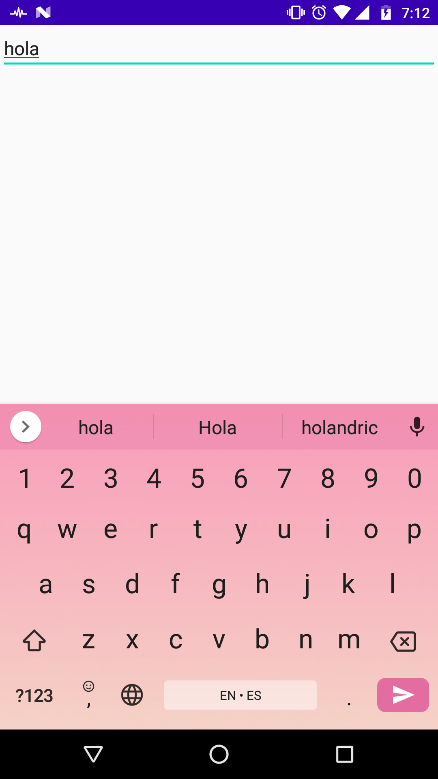 7:12
hola
hola Hola holandric
1 2 3 4 5 6 7 8 9 0
q w e r t y u i o p
a s d f g h j k l
z x c v b n m
?123 , EN • ES .